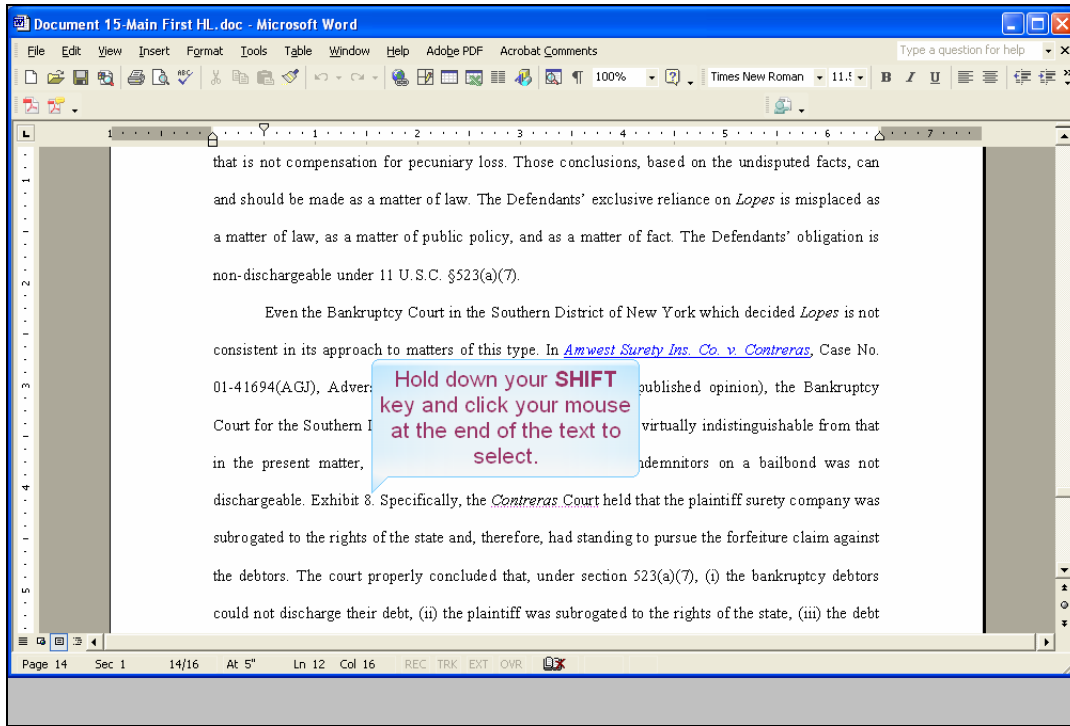 Document 15-Main First HL.doc - Microsoft Word
File Edit View Insert Format Tools Table Window Help Adobe PDF Acrobat Comments Type a question for help
100% Times New Roman 11.5 B I U
1 1 2 3 4 5 6 7
that is not compensation for pecuniary loss. Those conclusions, based on the undisputed facts, can
and should be made as a matter of law. The Defendants' exclusive reliance on Lopes is misplaced as
a matter of law, as a matter of public policy, and as a matter of fact. The Defendants' obligation is
non-dischargeable under 11 U.S.C. §523(a)(7).
Even the Bankruptcy Court in the Southern District of New York which decided Lopes is not
consistent in its approach to matters of this type. In Amwest Surety Ins. Co. v. Contreras, Case No.
01-41694(AGJ), Advers published opinion), the Bankruptcy
Court for the Southern D virtually indistinguishable from that
in the present matter, indemnitors on a bailbond was not
Hold down your SHIFT
key and click your mouse
at the end of the text to
select.
dischargeable. Exhibit 8. Specifically, the Contreras Court held that the plaintiff surety company was
subrogated to the rights of the state and, therefore, had standing to pursue the forfeiture claim against
the debtors. The court properly concluded that, under section 523(a)(7), (i) the bankruptcy debtors
could not discharge their debt, (ii) the plaintiff was subrogated to the rights of the state, (iii) the debt
Page 14 Sec 1 14/16 At 5" Ln 12 Col 16 REC TRK EXT OVR